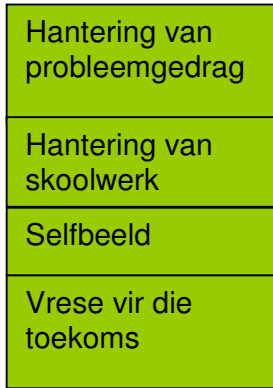 Hantering van
probleemgedrag
Hantering van
skoolwerk
Selfbeeld
Vrese vir die
toekoms